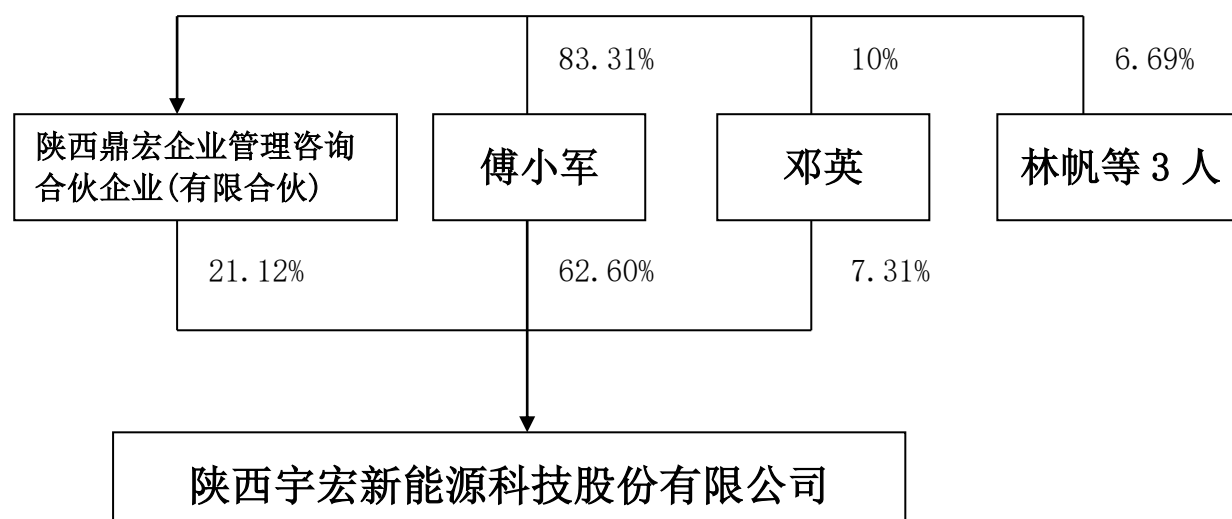 83.31%
10%
6.69%
陕西鼎宏企业管理咨询
合伙企业(有限合伙)
傅小军
邓英
林帆等 3 人
21.12%
62.60%
7.31%
陕西宇宏新能源科技股份有限公司